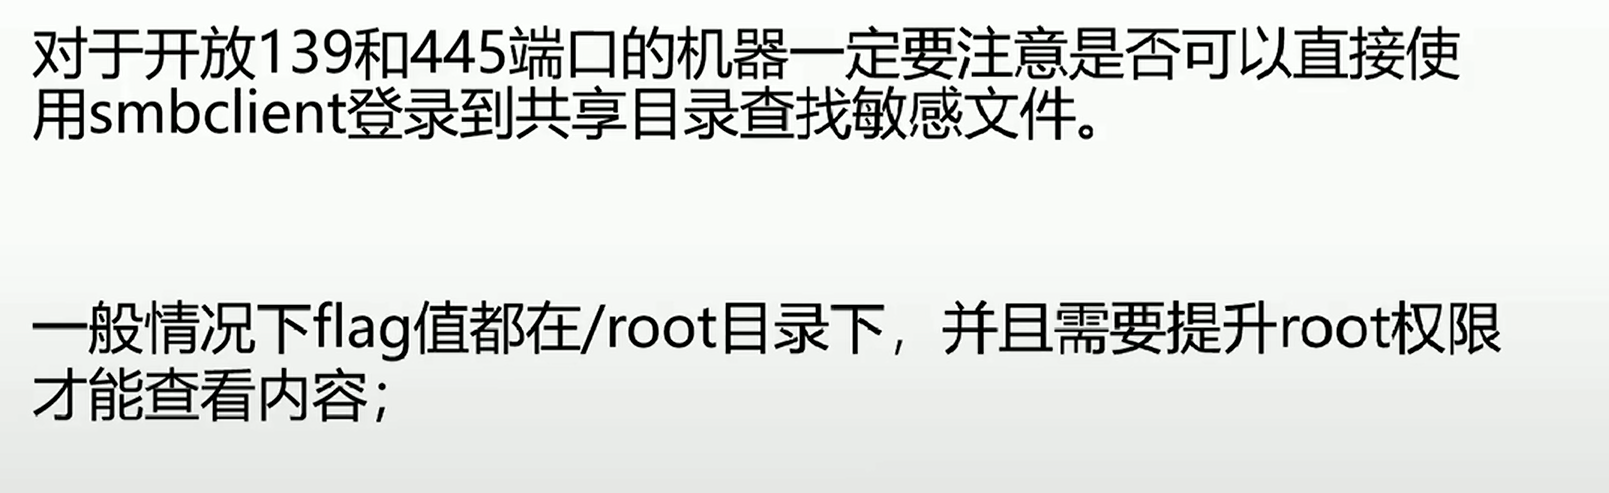 对于开放139和445端口的机器一定要注意是否可以直接使
用smbclient登录到共享目录查找敏感文件。
一般情况下flag值都在/root目录下，并且需要提升root权限
才能查看内容；